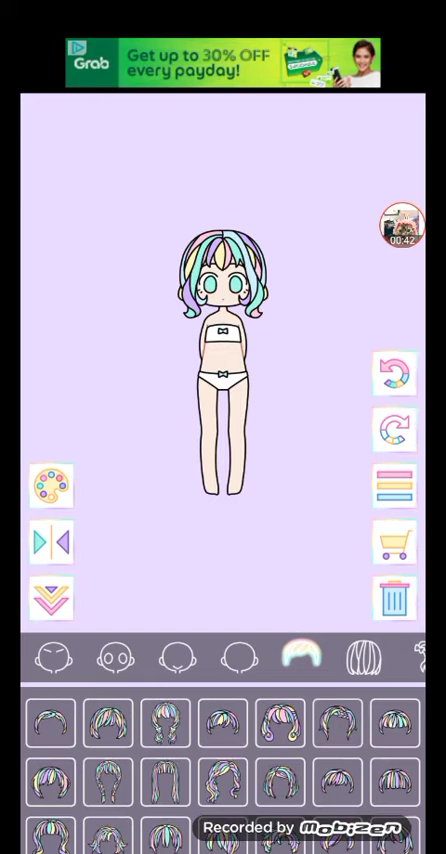 Grab
Get up to 30% OFF
every payday!
00:42
Recorded by Mobizen